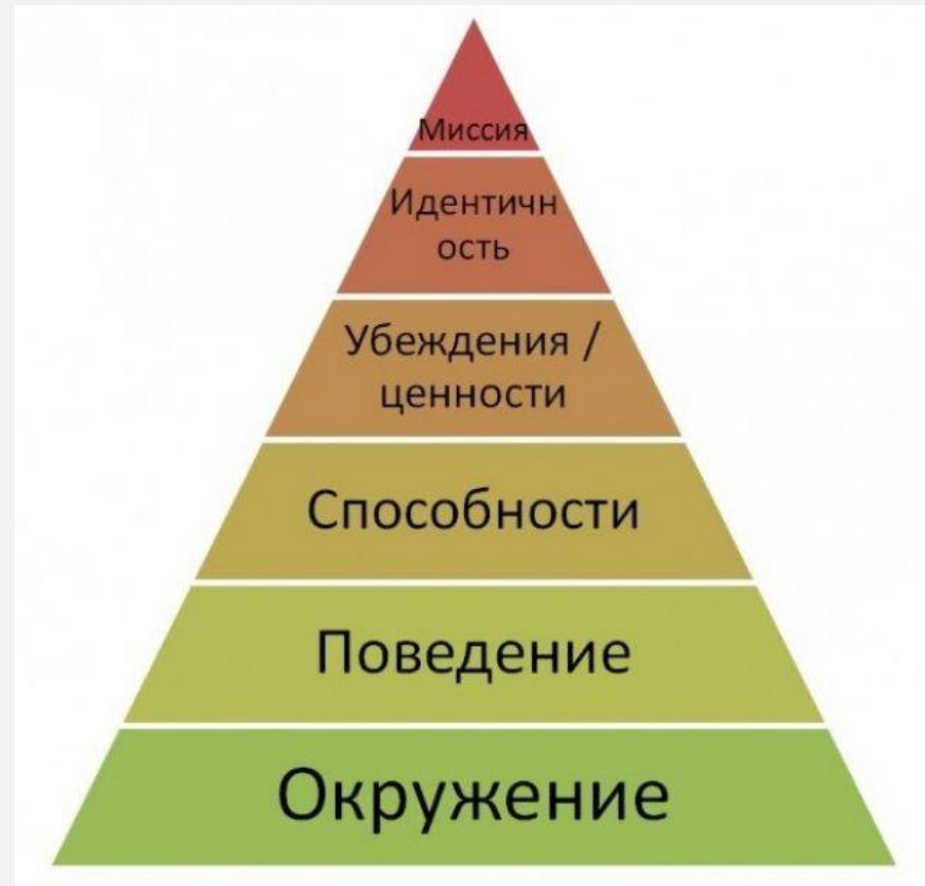 Миссия
Идентичн
ость
Убеждения /
ценности
Способности
Поведение
Окружение